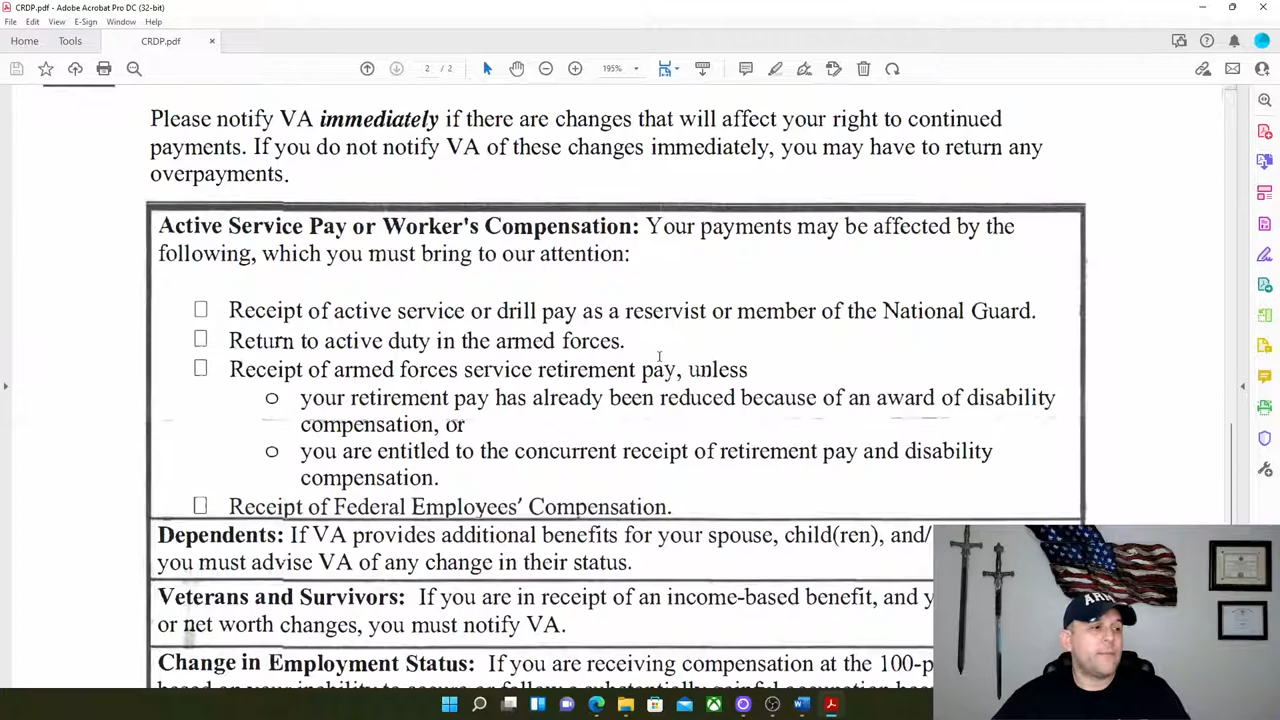 CRDP.pdf - Adobe Acrobat Pro DC (32-bit)
File Edit View E-Sign Window Help
Home Tools CRDP.pdf
2 / 2 195%
Please notify VA immediately if there are changes that will affect your right to continued
payments. If you do not notify VA of these changes immediately, you may have to return any
overpayments.
Active Service Pay or Worker's Compensation: Your payments may be affected by the
following, which you must bring to our attention:
Receipt of active service or drill pay as a reservist or member of the National Guard.
Return to active duty in the armed forces.
Receipt of armed forces service retirement pay, unless
o your retirement pay has already been reduced because of an award of disability
compensation, or
o you are entitled to the concurrent receipt of retirement pay and disability
compensation.
Receipt of Federal Employees' Compensation.
Dependents: If VA provides additional benefits for your spouse, child(ren), and/
you must advise VA of any change in their status.
Veterans and Survivors: If you are in receipt of an income-based benefit, and y
or net worth changes, you must notify VA.
Change in Employment Status: If you are receiving compensation at the 100-p